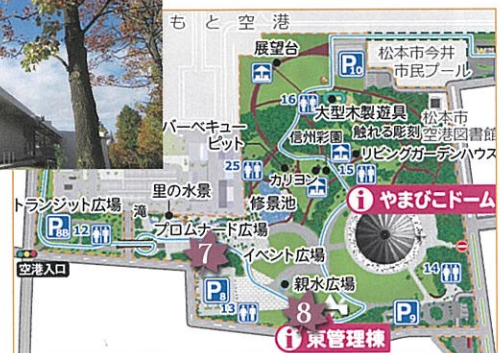 もと空港
展望台
P10
松本市今井
市民プール
16
大型木製遊具
松本市
空港図書館
バーベキュー
ピット
信州彩園
触れる彫刻
リビングガーデンハウス
25
カリヨン
15
里の水景
修景池
i やまびこドーム
トランジット広場
滝
P8B
12
プロムナード広場
7
イベント広場
空港入口
14
親水広場
P8
13
8
P9
i 東管理棟